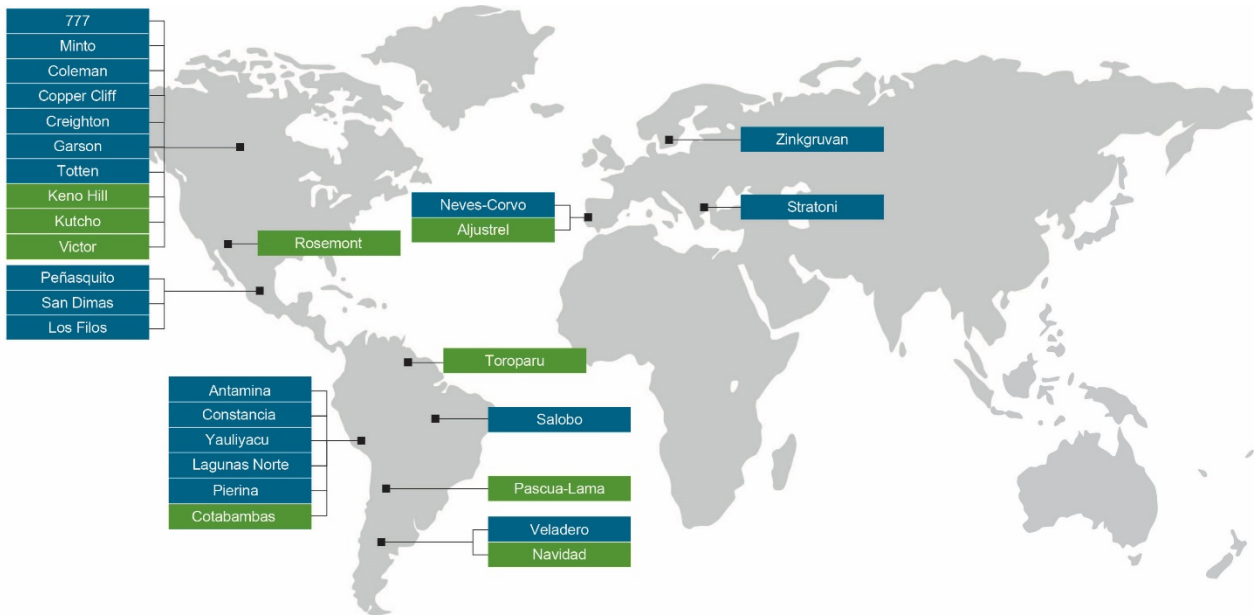 777
Minto
Coleman
Copper Cliff
Creighton
Garson
Totten
Keno Hill
Kutcho
Victor
Rosemont
Peñasquito
San Dimas
Los Filos
Neves-Corvo
Aljustrel
Zinkgruvan
Stratoni
Toroparu
Antamina
Constancia
Yauliyacu
Lagunas Norte
Pierina
Cotabambas
Salobo
Pascua-Lama
Veladero
Navidad